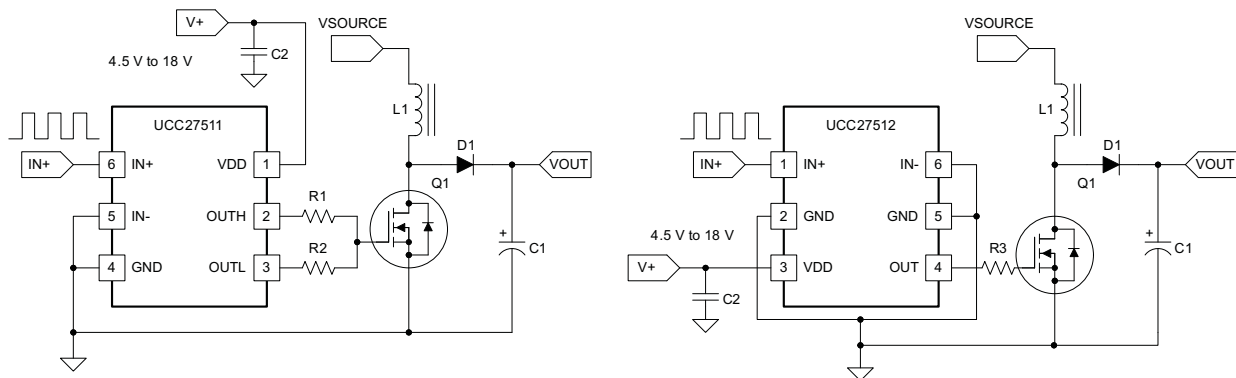 V+
C2
4.5 V to 18 V
VSOURCE
L1
UCC27511
IN+
6
IN+
VDD
1
D1
VOUT
Q1
5
IN-
OUTH
2
R1
4
GND
OUTL
3
R2
+
C1
VSOURCE
L1
UCC27512
IN+
1
IN+
IN-
6
D1
VOUT
Q1
2
GND
GND
5
4.5 V to 18 V
V+
3
VDD
OUT
4
R3
+
C1
C2